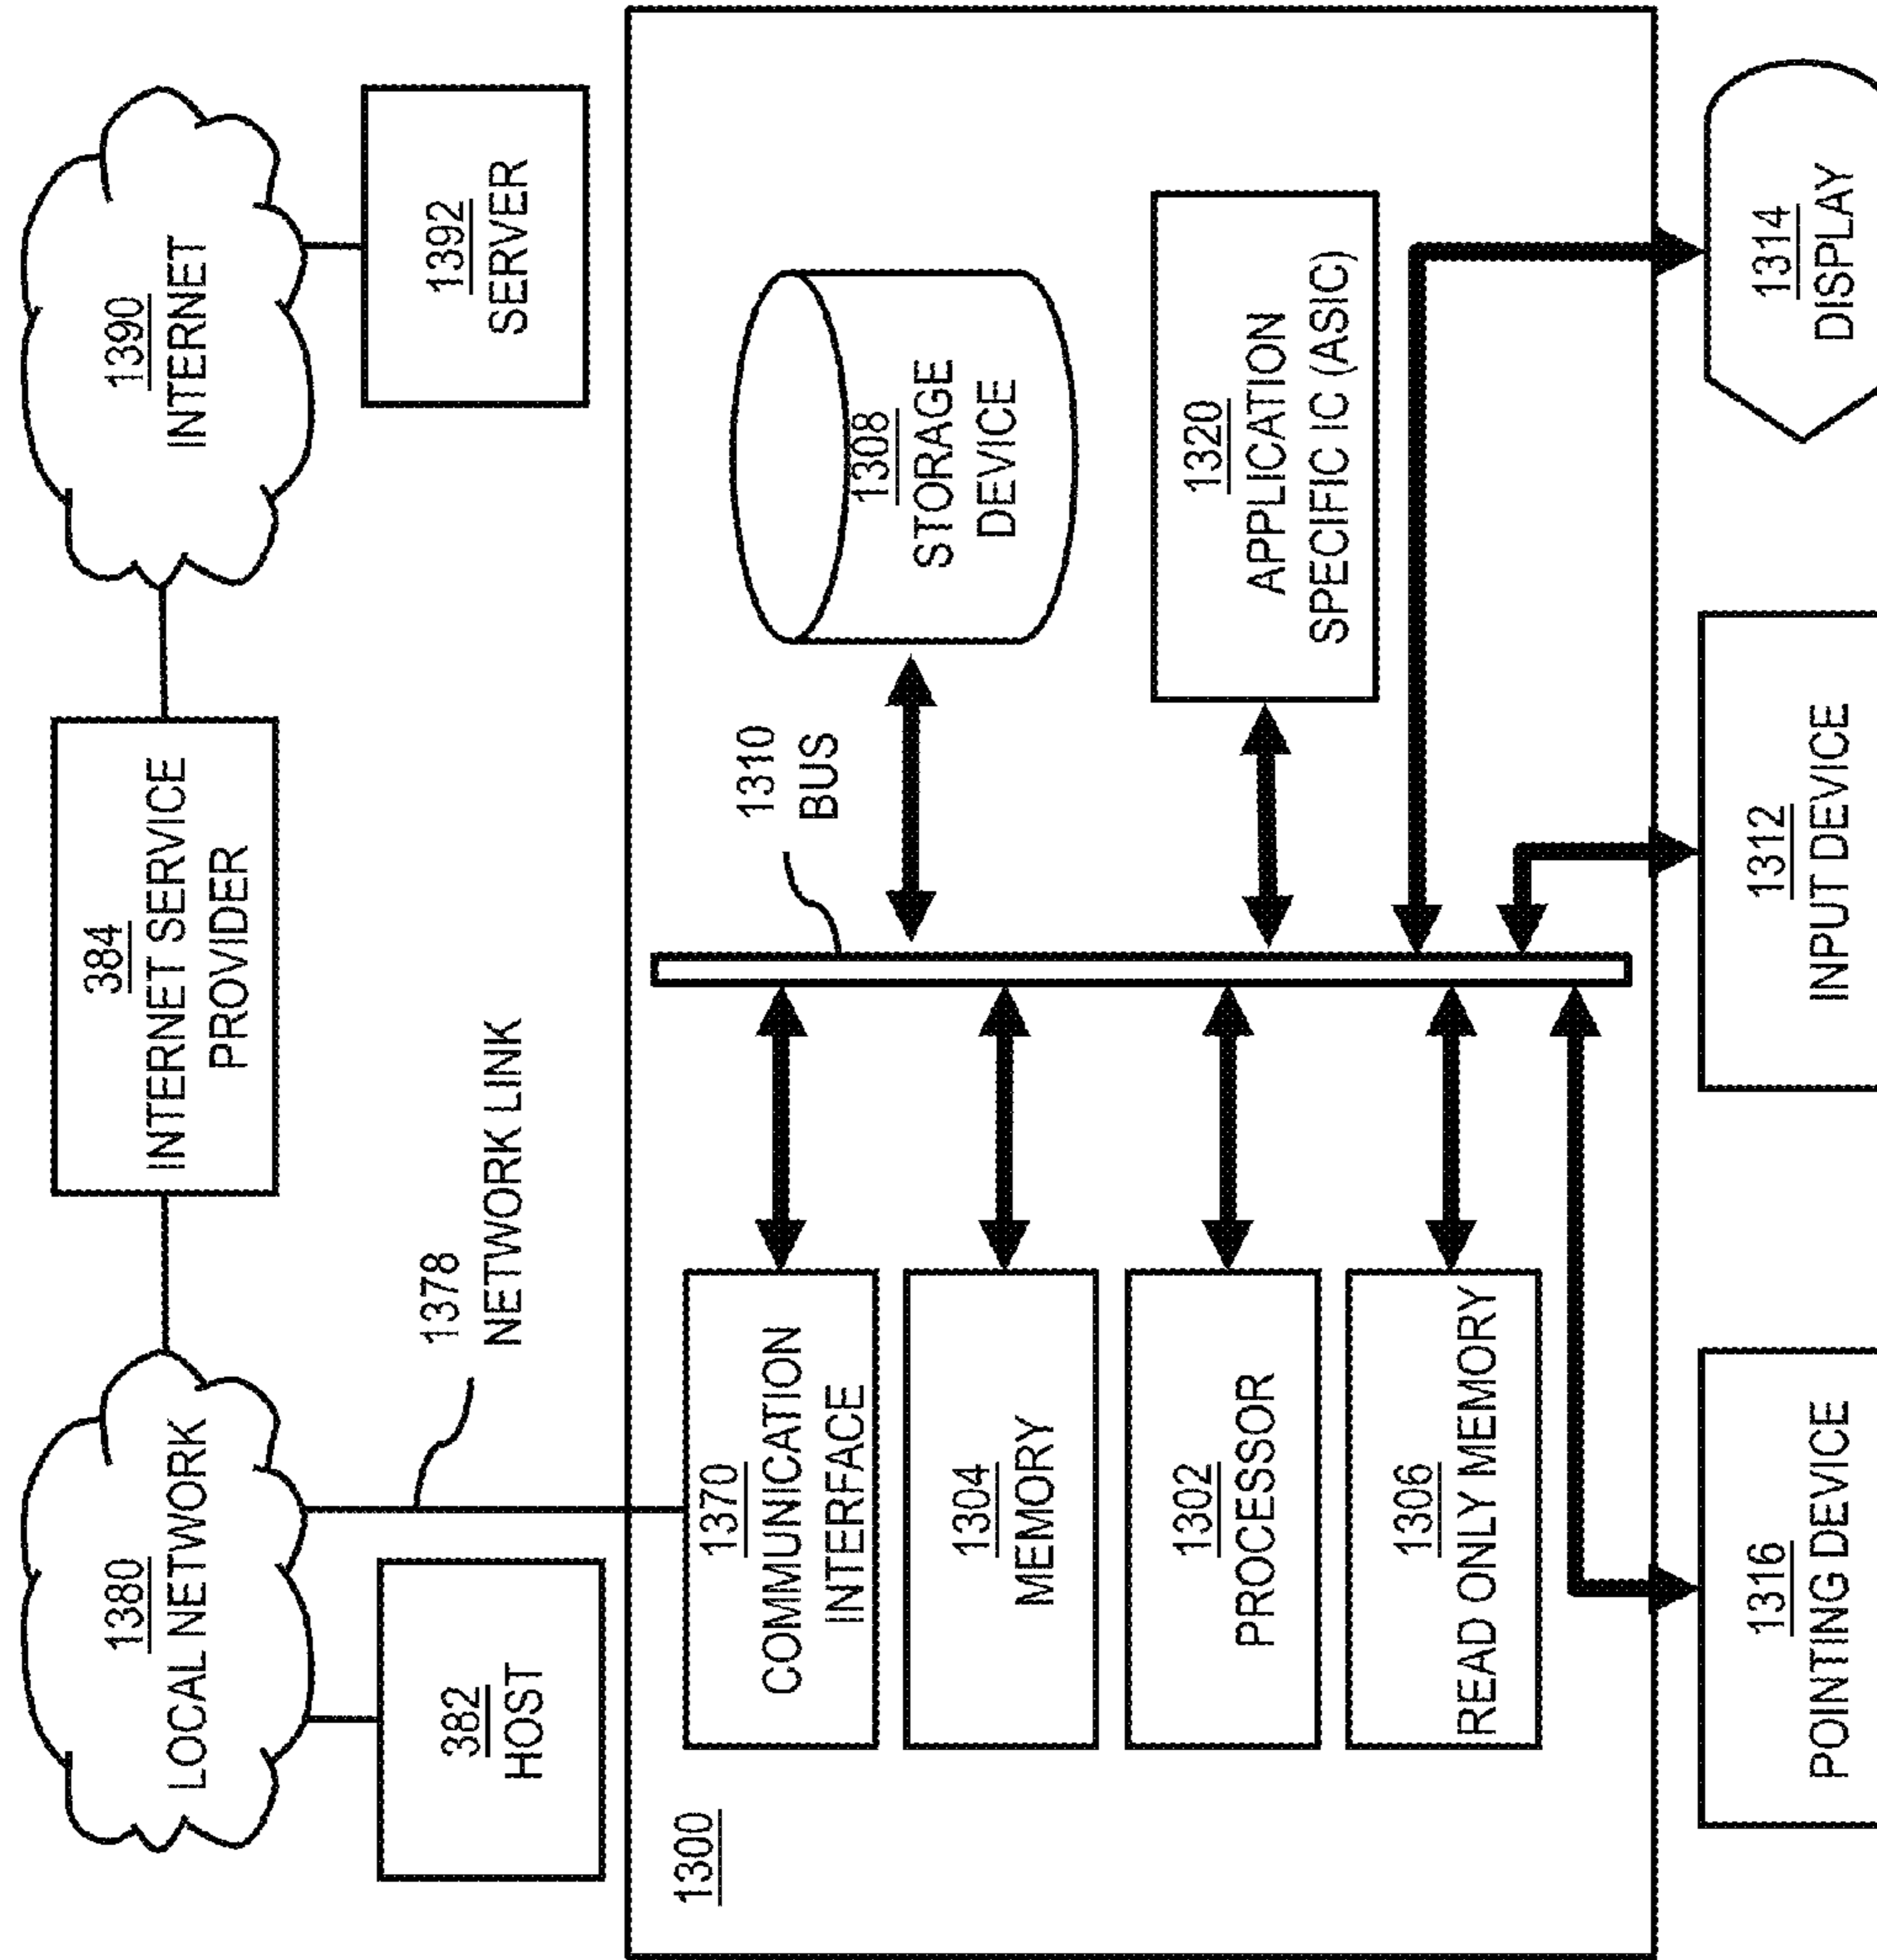 1380
LOCAL NETWORK
384
INTERNET SERVICE
PROVIDER
1390
INTERNET
382
HOST
1378
NETWORK LINK
1392
SERVER
1300
1370
COMMUNICATION
INTERFACE
1310
BUS
1308
STORAGE
DEVICE
1304
MEMORY
1302
PROCESSOR
1320
APPLICATION
SPECIFIC IC (ASIC)
1306
READ ONLY MEMORY
1316
POINTING DEVICE
1312
INPUT DEVICE
1314
DISPLAY